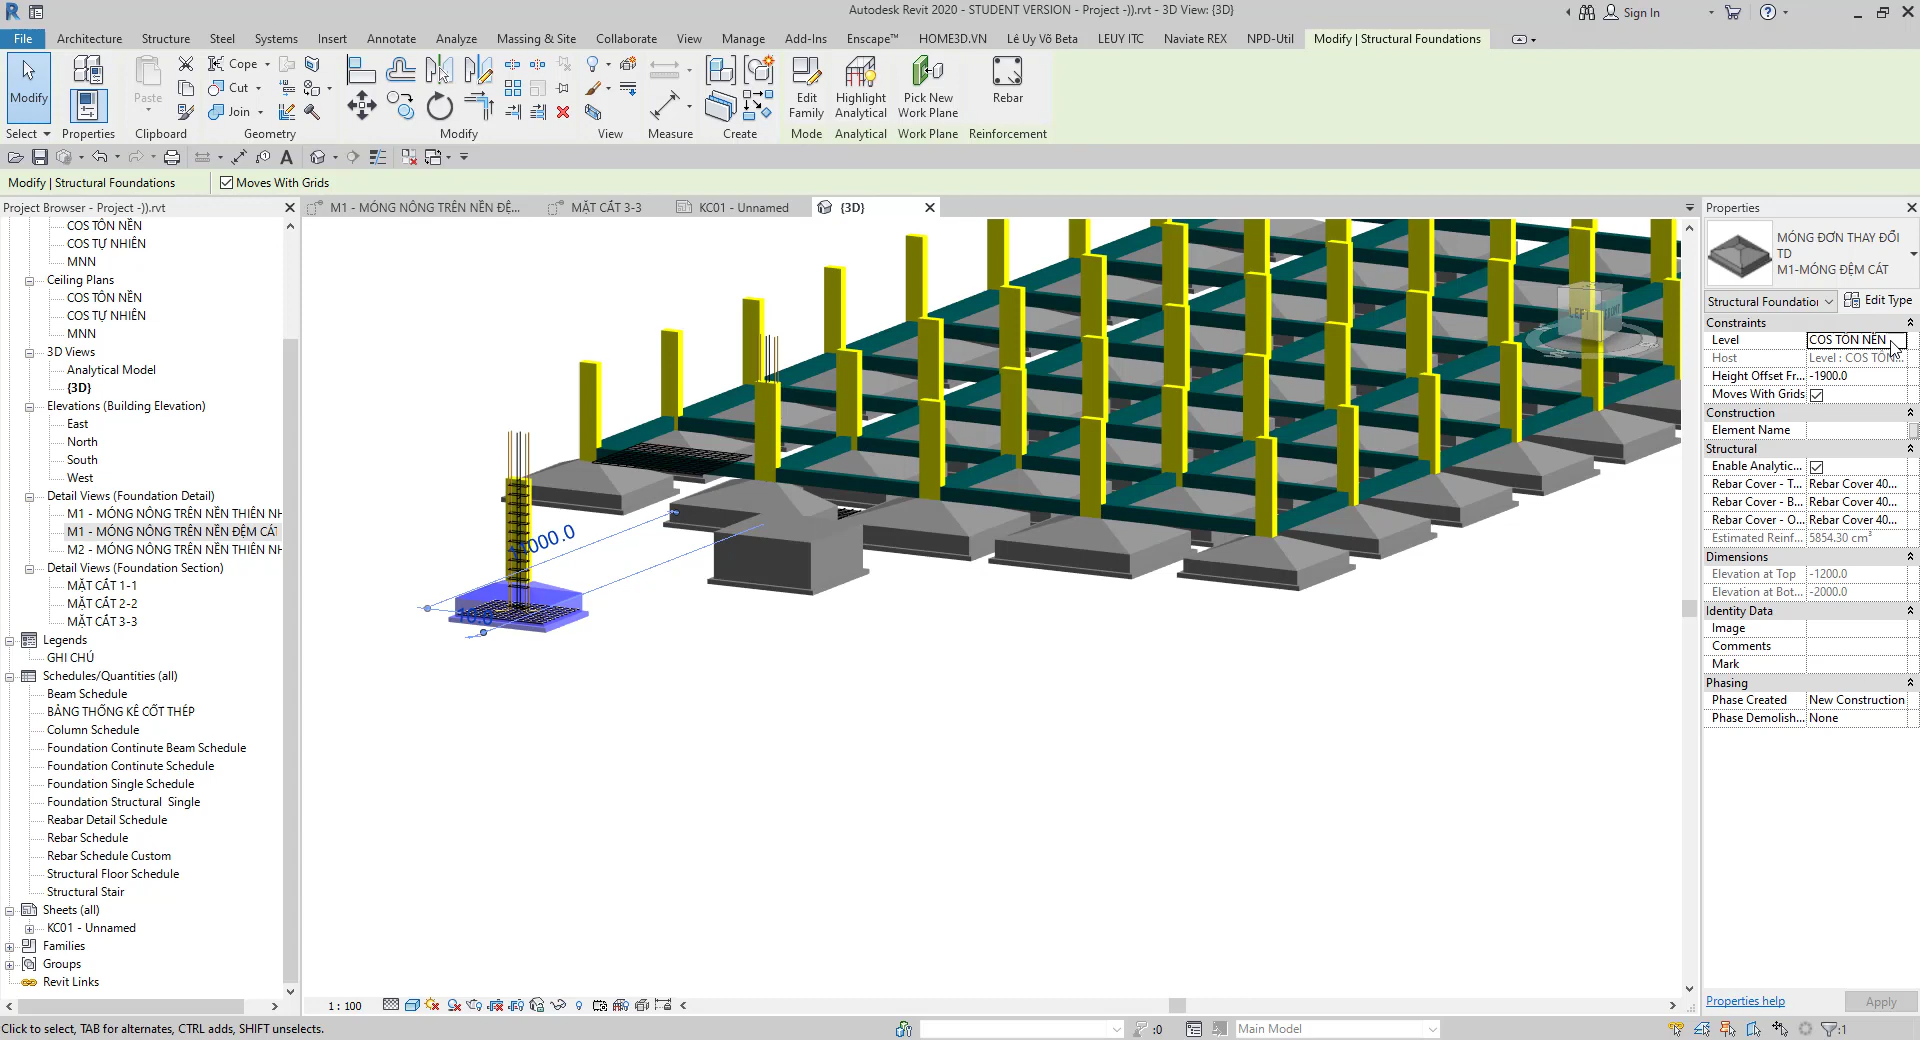 Autodesk Revit 2020 - STUDENT VERSION - Project -)).rvt - 3D View: {3D}
Sign In
File Architecture Structure Steel Systems Insert Annotate Analyze Massing & Site Collaborate View Manage Add-Ins Enscape™ HOME3D.VN Lê Uy Võ Beta LEUY ITC Naviate REX NPD-Util Modify | Structural Foundations
Modify
Paste
Cope
Cut
Join
Edit Family
Highlight Analytical
Pick New Work Plane
Rebar
Select Properties Clipboard Geometry Modify View Measure Create Mode Analytical Work Plane Reinforcement
Modify | Structural Foundations Moves With Grids
Project Browser - Project -)).rvt
COS TÔN NỀN
COS TỰ NHIÊN
MNN
Ceiling Plans
COS TÔN NỀN
COS TỰ NHIÊN
MNN
3D Views
Analytical Model
{3D}
Elevations (Building Elevation)
East
North
South
West
Detail Views (Foundation Detail)
M1 - MÓNG NÔNG TRÊN NỀN THIÊN NH
M1 - MÓNG NÔNG TRÊN NỀN ĐỆM CÁT
M2 - MÓNG NÔNG TRÊN NỀN THIÊN NH
Detail Views (Foundation Section)
MẶT CẮT 1-1
MẶT CẮT 2-2
MẶT CẮT 3-3
Legends
GHI CHÚ
Schedules/Quantities (all)
Beam Schedule
BẢNG THỐNG KÊ CỐT THÉP
Column Schedule
Foundation Continute Beam Schedule
Foundation Continute Schedule
Foundation Single Schedule
Foundation Structural Single
Reabar Detail Schedule
Rebar Schedule
Rebar Schedule Custom
Structural Floor Schedule
Structural Stair
Sheets (all)
KC01 - Unnamed
Families
Groups
Revit Links
M1 - MÓNG NÔNG TRÊN NỀN ĐỆ...
MẶT CẮT 3-3
KC01 - Unnamed
{3D}
LEFT
1 : 100
Properties
MÓNG ĐƠN THAY ĐỔI
TD
M1-MÓNG ĐỆM CÁT
Structural Foundation Edit Type
Constraints
Level COS TÔN NỀN
Host Level : COS TÔN...
Height Offset Fr... -1900.0
Moves With Grids
Construction
Element Name
Structural
Enable Analytic...
Rebar Cover - T... Rebar Cover 40...
Rebar Cover - B... Rebar Cover 40...
Rebar Cover - O... Rebar Cover 40...
Estimated Reinf... 5854.30 cm³
Dimensions
Elevation at Top -1200.0
Elevation at Bot... -2000.0
Identity Data
Image
Comments
Mark
Phasing
Phase Created New Construction
Phase Demolish... None
Properties help Apply
Click to select, TAB for alternates, CTRL adds, SHIFT unselects.
:0
Main Model
:1